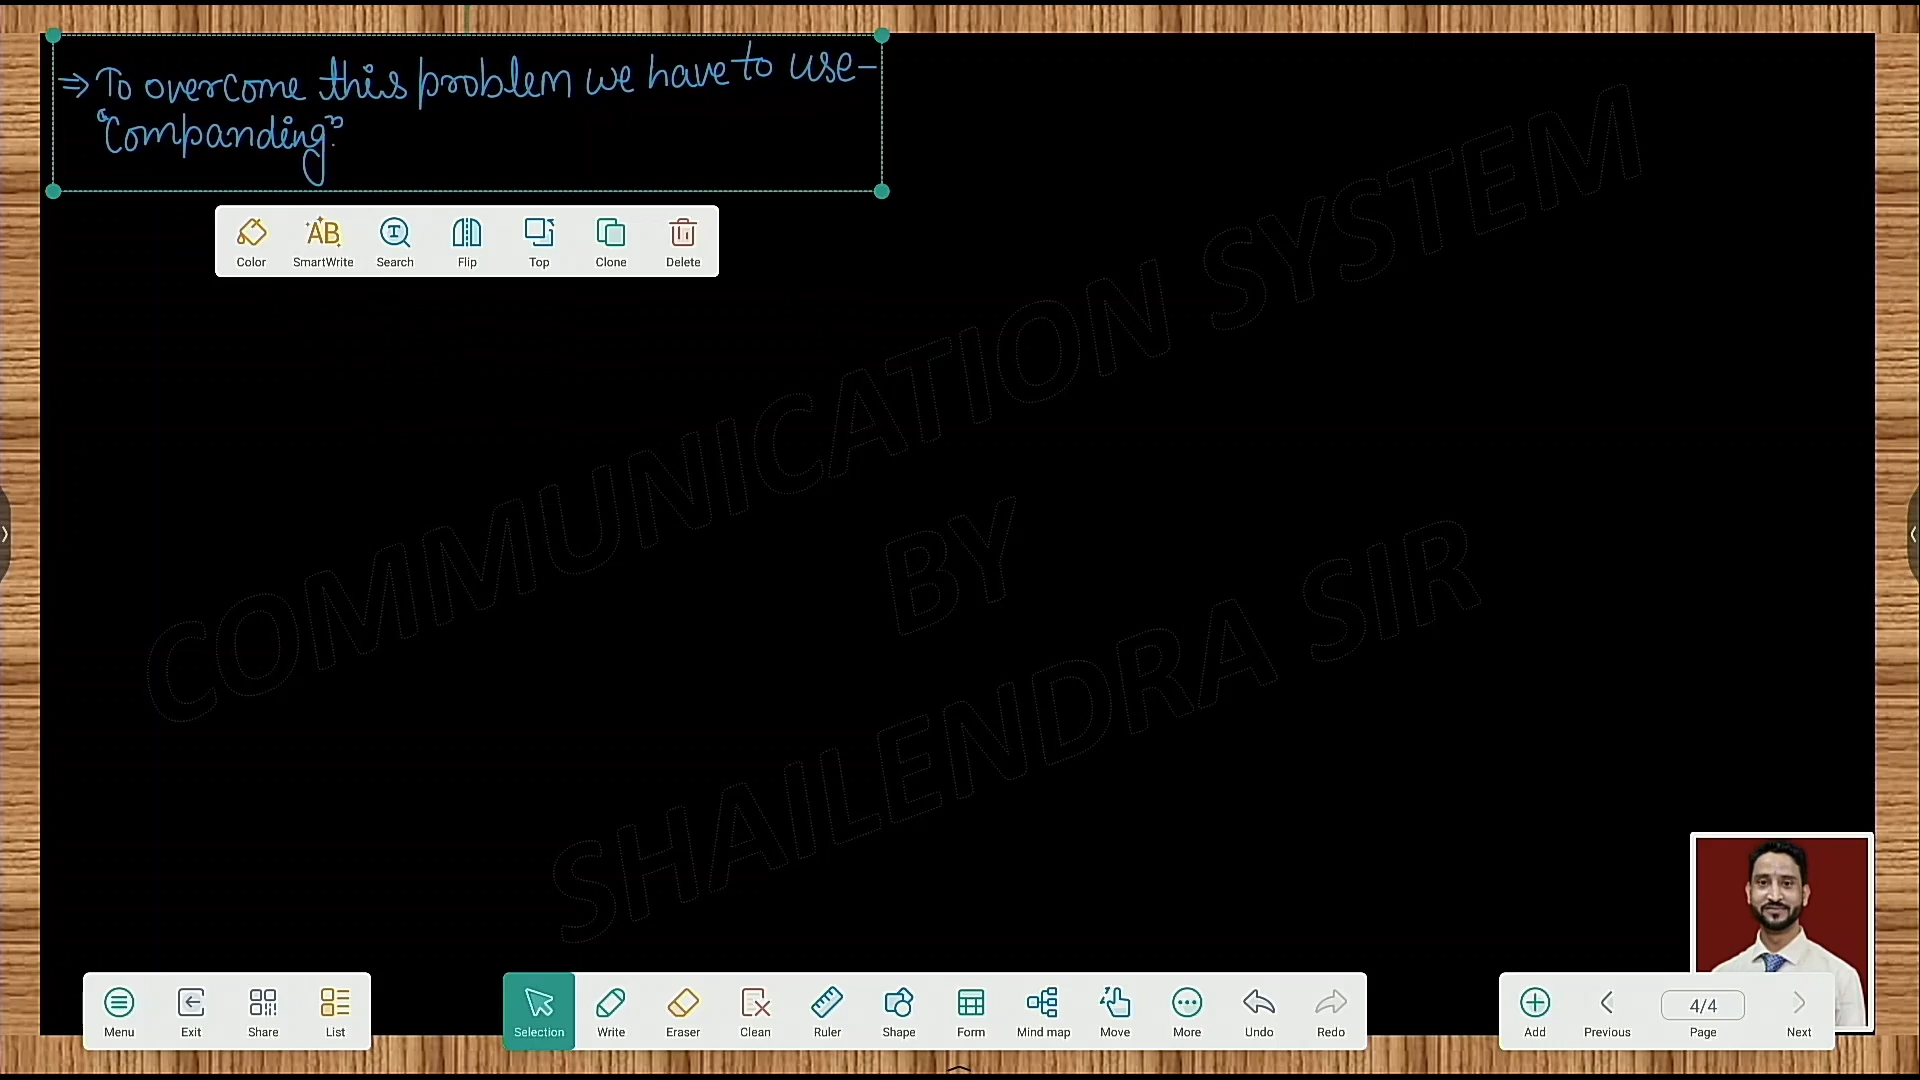 ⇒ To overcome this problem we have to use-
"Companding".
Color SmartWrite Search Flip Top Clone Delete
COMMUNICATION SYSTEM
BY
SHAILENDRA SIR
Menu Exit Share List
Selection Write Eraser Clean Ruler Shape Form Mind map Move More Undo Redo
4/4
Add Previous Page Next